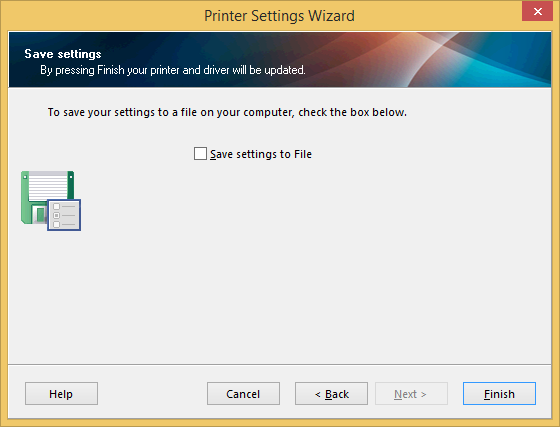 Printer Settings Wizard
Save settings
By pressing Finish your printer and driver will be updated.
To save your settings to a file on your computer, check the box below.
Save settings to File
Help
Cancel
< Back
Next >
Finish